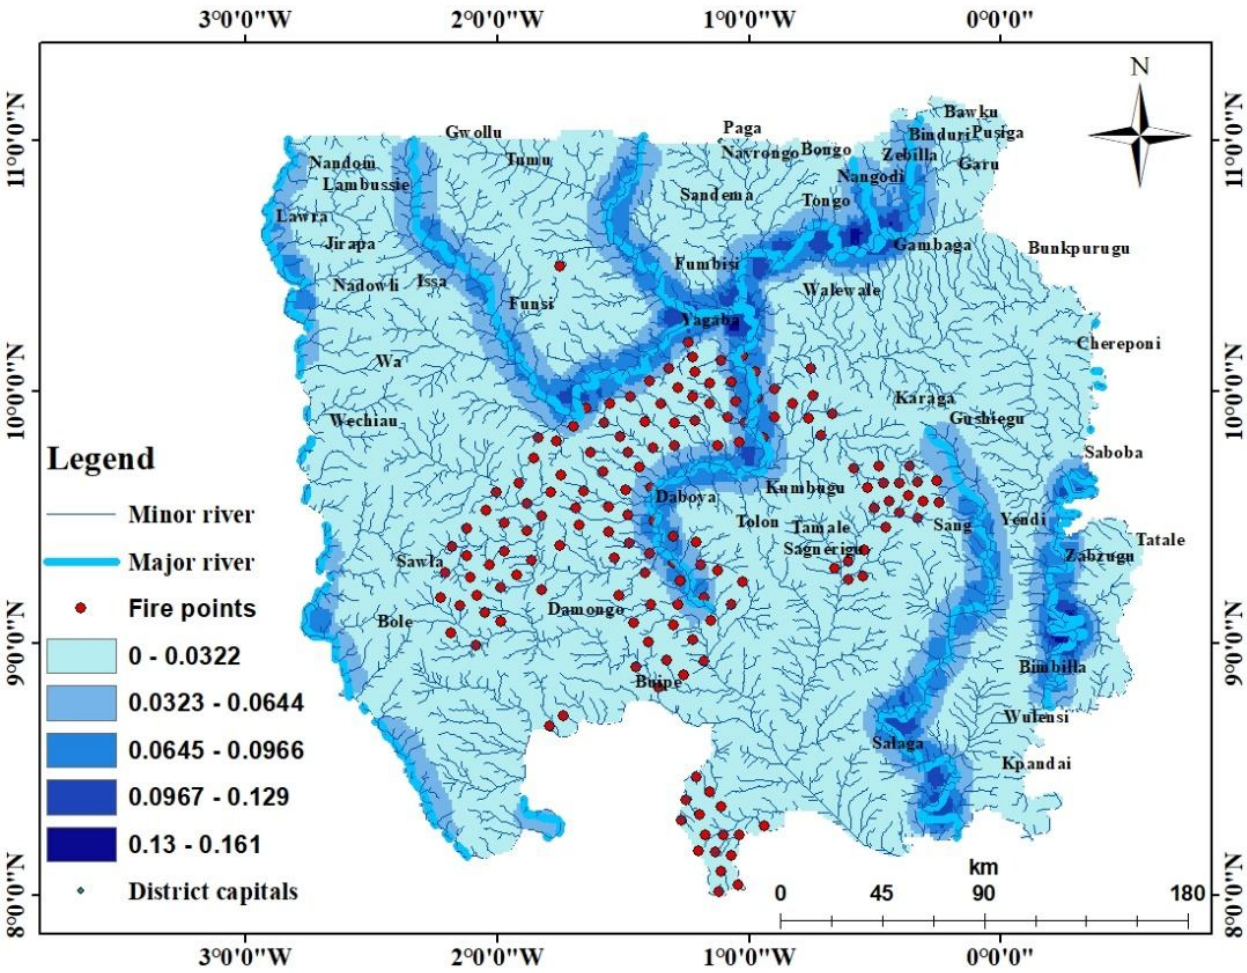 3°0'0"W 2°0'0"W 1°0'0"W 0°0'0"
N
11°0'0"N 11°0'0"N
Bawku
Gwollu Paga Binduri Pusiga
Nandom Tumu Navrongo Bongo Zebilla Garu
Lambussie Sandema Nangodi
Lawra Tongo
Jirapa Gambaga Bunkpurugu
Nadowli Issa Fumbisi Walewale
Funsi Yagaba
Wa Chereponi
10°0'0"N 10°0'0"N
Wechiau Karaga Gushiegu
Saboba
Daboya Kumbugu
Tolon Tamale Sang Yendi
Sawla Sagnerigu Zabzugu Tatale
Bole Damongo
9°0'0"N 9°0'0"N
Buipe Bimbilla
Wulensi
Salaga Kpandai
8°0'0"N 8°0'0"N
Legend
Minor river
Major river
Fire points
0 - 0.0322
0.0323 - 0.0644
0.0645 - 0.0966
0.0967 - 0.129
0.13 - 0.161
District capitals
km
0 45 90 180
3°0'0"W 2°0'0"W 1°0'0"W 0°0'0"